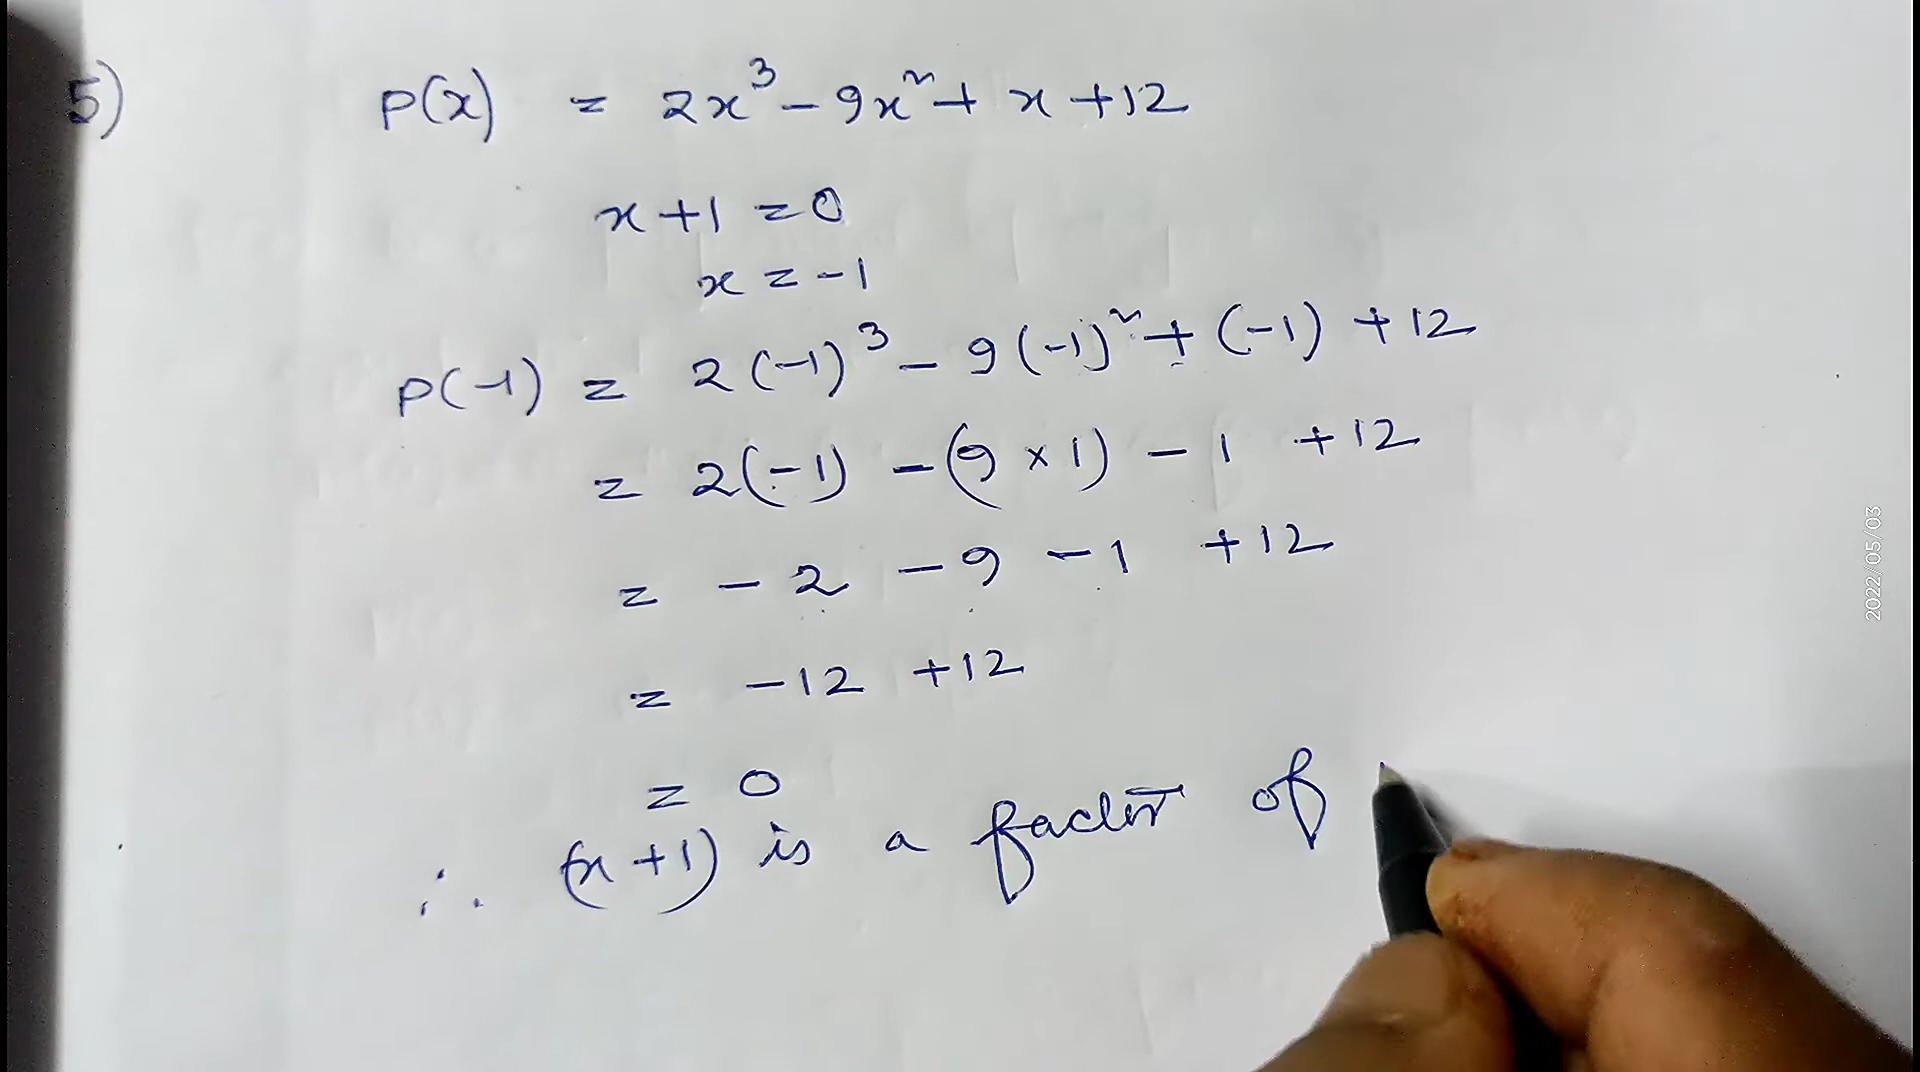 5) P(x) = 2x³ - 9x² + x + 12
x + 1 = 0
x = -1
P(-1) = 2(-1)³ - 9(-1)² + (-1) + 12
= 2(-1) - (9 × 1) - 1 + 12
= -2 - 9 - 1 + 12
= -12 + 12
= 0
∴ (x + 1) is a factor of
2022/05/03